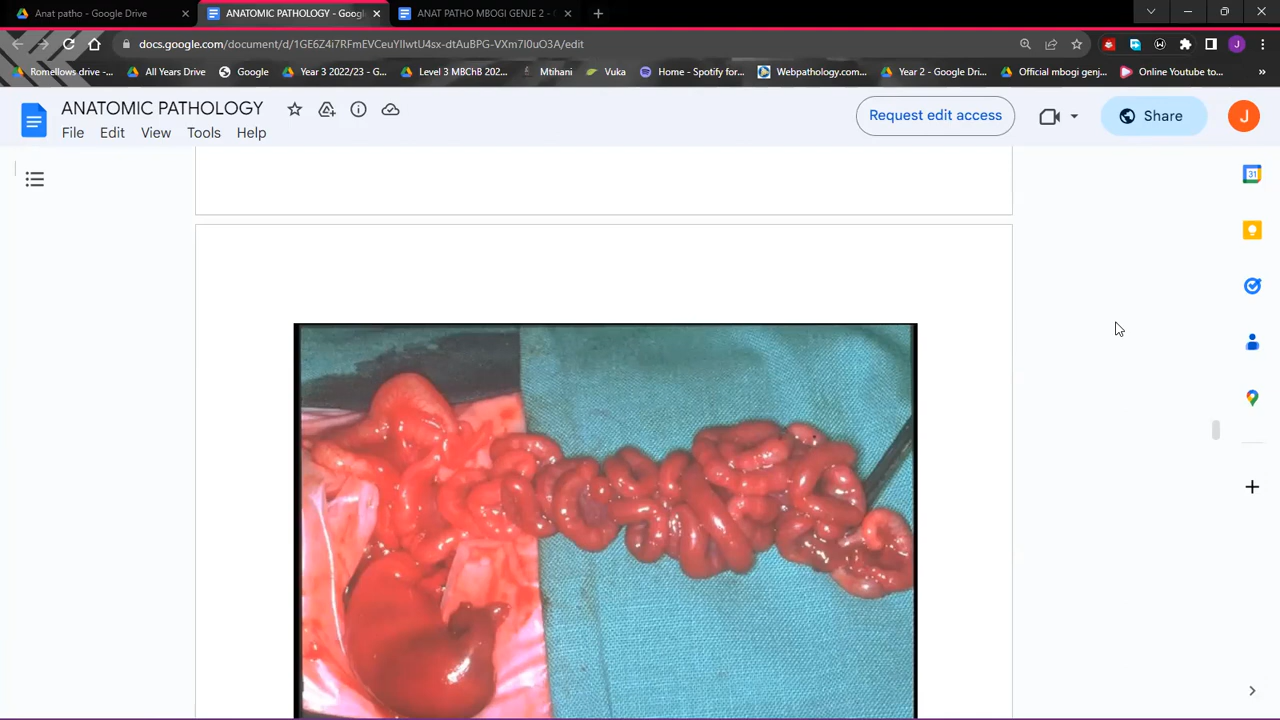 Anat patho - Google Drive
ANATOMIC PATHOLOGY - Googl
ANAT PATHO MBOGI GENJE 2 -
docs.google.com/document/d/1GE6Z4i7RFmEVCeuYIIwtU4sx-dtAuBPG-VXm7I0uO3A/edit
Romellows drive -...
All Years Drive
Google
Year 3 2022/23 - G...
Level 3 MBChB 202...
Mtihani
Vuka
Home - Spotify for...
Webpathology.com...
Year 2 - Google Dri...
Official mbogi genj...
Online Youtube to...
ANATOMIC PATHOLOGY
File Edit View Tools Help
Request edit access
Share
J
31